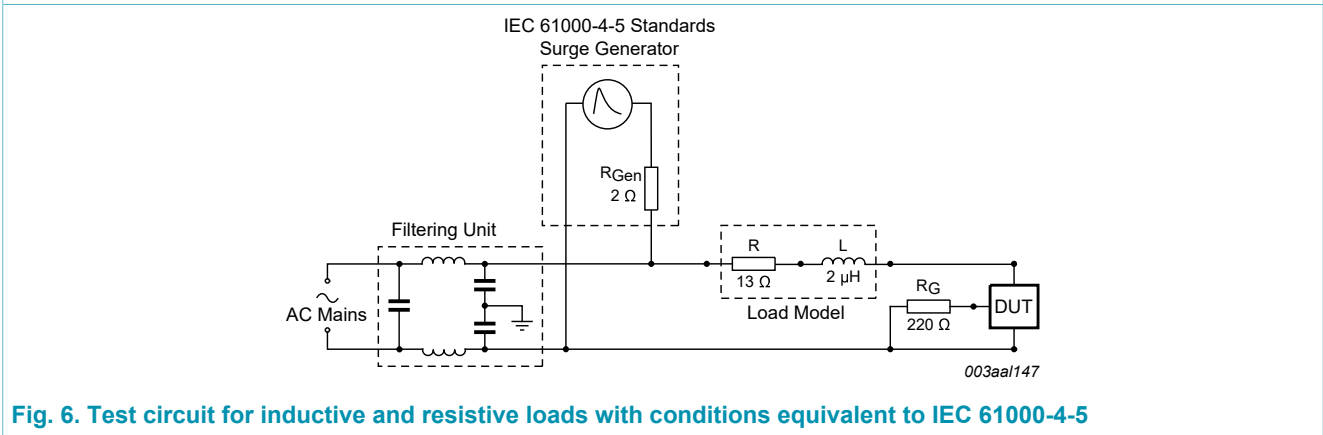 IEC 61000-4-5 Standards
Surge Generator
RGen
2 Ω
Filtering Unit
AC Mains
R
13 Ω
L
2 μH
Load Model
RG
220 Ω
DUT
003aal147
Fig. 6. Test circuit for inductive and resistive loads with conditions equivalent to IEC 61000-4-5